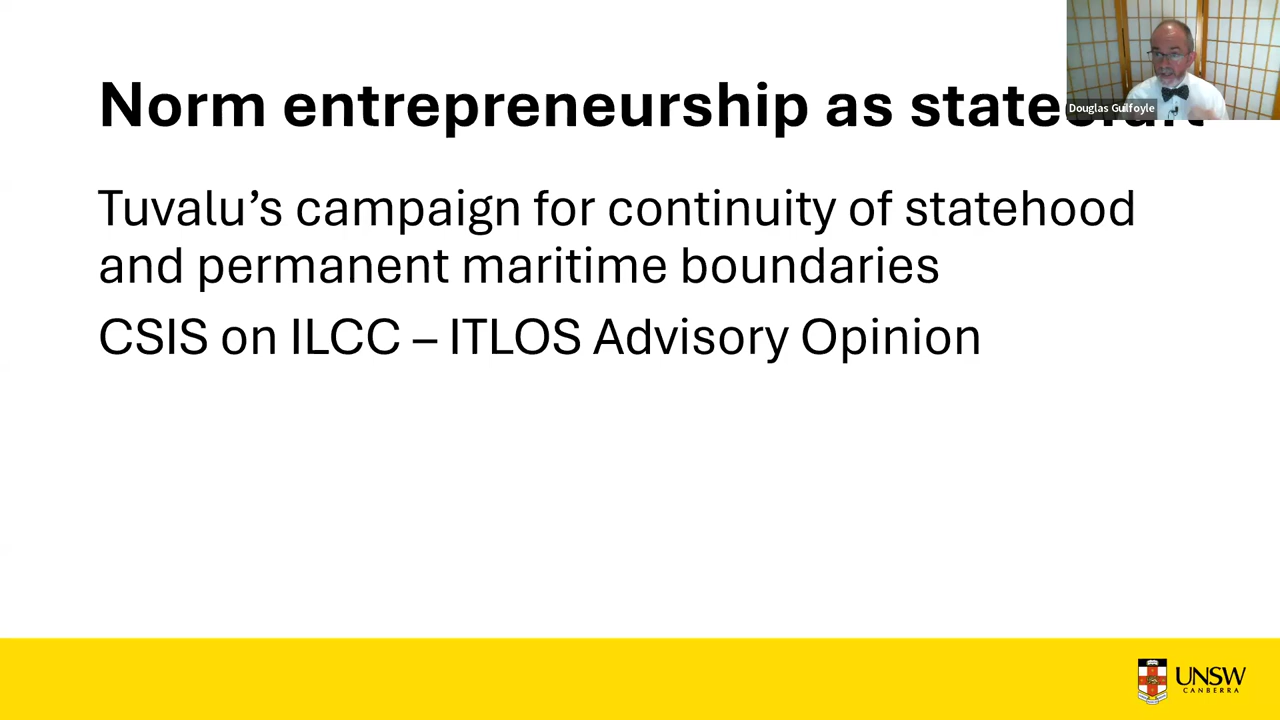 Norm entrepreneurship as statecraft
Douglas Guilfoyle
Tuvalu’s campaign for continuity of statehood
and permanent maritime boundaries
CSIS on ILCC – ITLOS Advisory Opinion
UNSW
CANBERRA